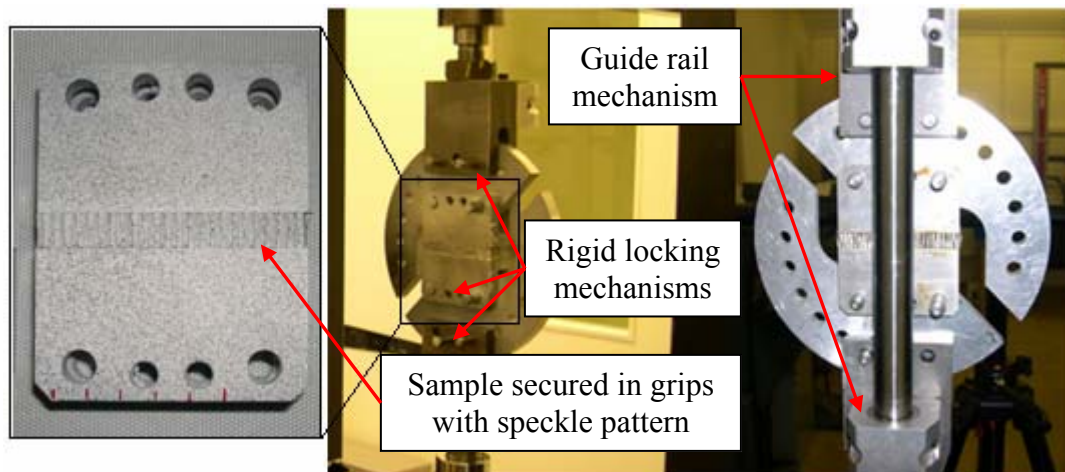 Guide rail
mechanism
Rigid locking
mechanisms
Sample secured in grips
with speckle pattern